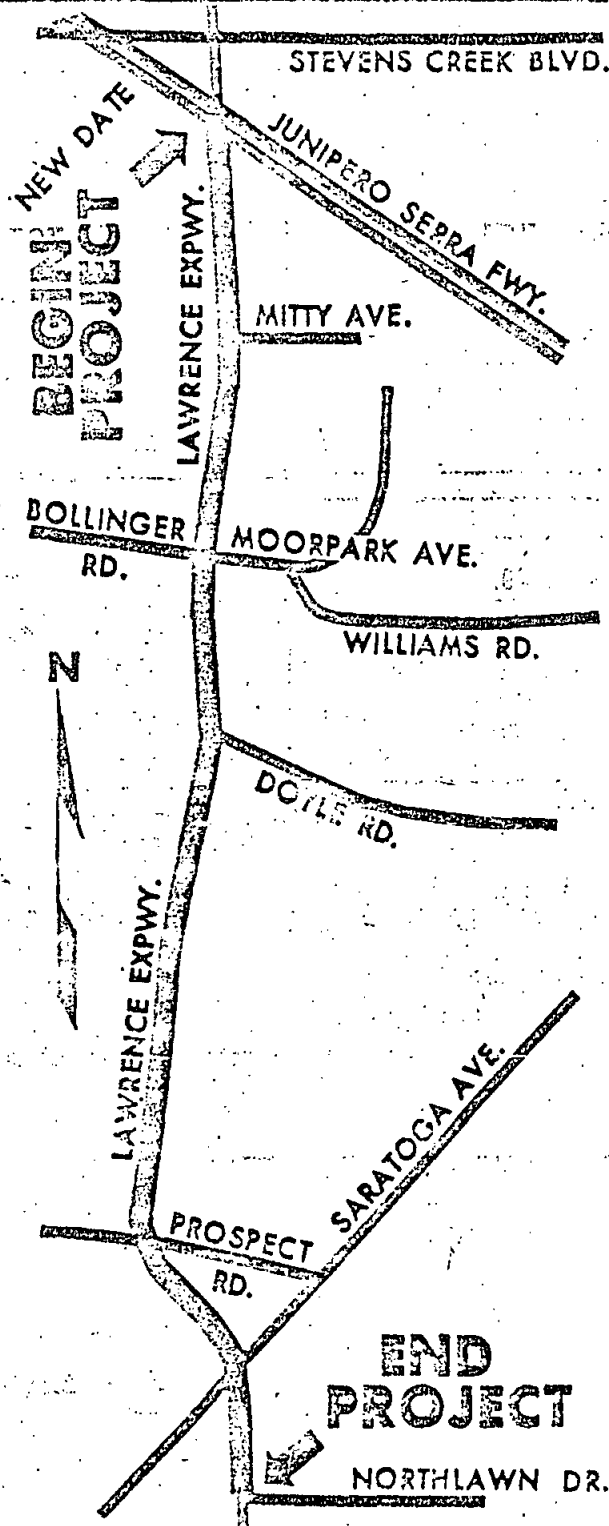 STEVENS CREEK BLVD.
NEW DATE
JUNIPERO SERRA FWY.
BEGIN
PROJECT
LAWRENCE EXPWY.
MITTY AVE.
BOLLINGER
RD.
MOORPARK AVE.
WILLIAMS RD.
N
DOYLE RD.
LAWRENCE EXPWY.
SARATOGA AVE.
PROSPECT
RD.
END
PROJECT
NORTHLAWN DR.